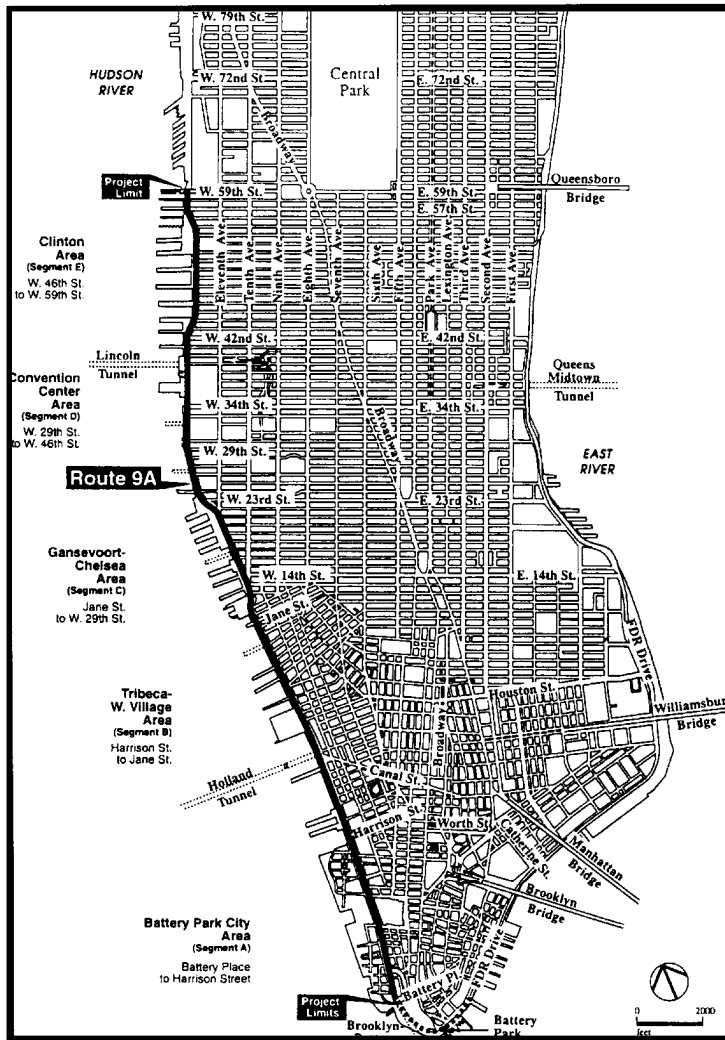 W. 79th St.
HUDSON
RIVER
W. 72nd St.
Central
Park
E. 72nd St.
Broadway
Project
Limit
W. 59th St.
E. 59th St.
E. 57th St.
Queensboro
Bridge
Clinton
Area
(Segment E)
W. 46th St.
to W. 59th St.
Eleventh Ave.
Tenth Ave.
Ninth Ave.
Eighth Ave.
Seventh Ave.
Sixth Ave.
Fifth Ave.
Park Ave.
Lexington Ave.
Third Ave.
Second Ave.
First Ave.
W. 42nd St.
E. 42nd St.
Lincoln
Tunnel
Queens
Midtown
Tunnel
Convention
Center
Area
(Segment D)
W. 29th St.
to W. 46th St.
W. 34th St.
E. 34th St.
Broadway
W. 29th St.
EAST
RIVER
Route 9A
W. 23rd St.
E. 23rd St.
Gansevoort-
Chelsea
Area
(Segment C)
Jane St.
to W. 29th St.
W. 14th St.
E. 14th St.
Jane St.
FDR Drive
Tribeca-
W. Village
Area
(Segment B)
Harrison St.
to Jane St.
Houston St.
Broadway
Williamsbur
Bridge
Holland
Tunnel
Canal St.
Harrison St.
Worth St.
Catherine St.
Manhattan
Bridge
Brooklyn
Bridge
Battery Park City
Area
(Segment A)
Battery Place
to Harrison Street
FDR Drive
Battery Pl.
Project
Limits
Brooklyn-
Battery
Park
0 2000
feet